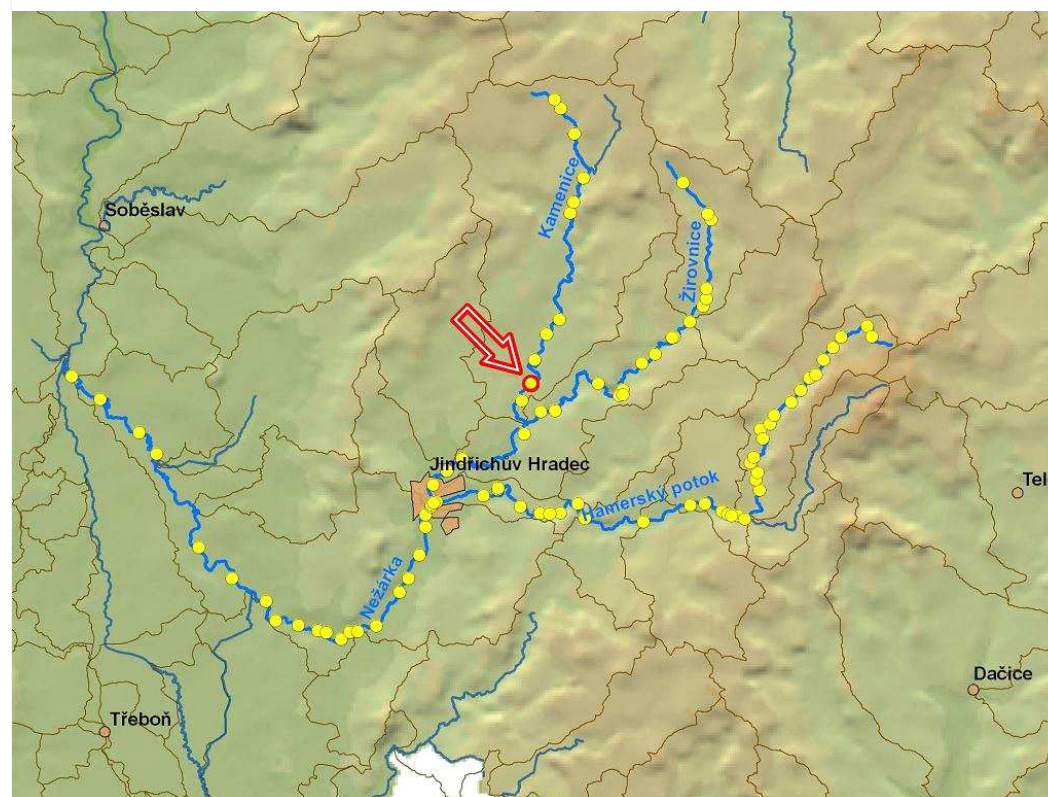 Kamenice
Soběslav
Žirovnice
Jindřichův Hradec
Hamerský potok
Tel
Nežárka
Dačice
Třeboň